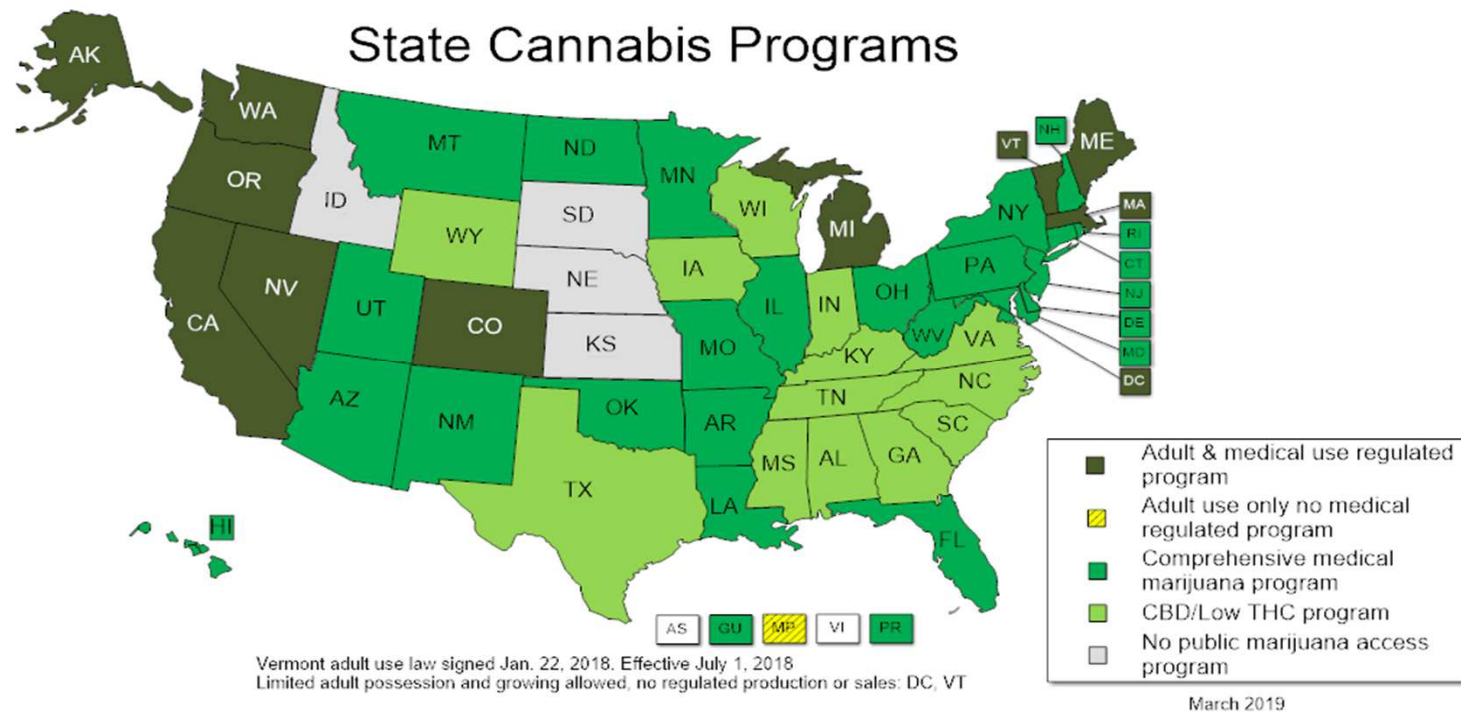 State Cannabis Programs
AK
WA
OR
CA
NV
ID
MT
WY
UT
CO
AZ
NM
ND
SD
NE
KS
OK
TX
MN
IA
MO
AR
LA
WI
IL
MI
IN
OH
KY
TN
MS
AL
GA
FL
SC
NC
VA
WV
PA
NY
VT
NH
ME
MA
RI
CT
NJ
DE
MD
DC
HI
AS
GU
MP
VI
PR
Adult & medical use regulated
program
Adult use only no medical
regulated program
Comprehensive medical
marijuana program
CBD/Low THC program
No public marijuana access
program
Vermont adult use law signed Jan. 22, 2018. Effective July 1, 2018
Limited adult possession and growing allowed, no regulated production or sales: DC, VT
March 2019